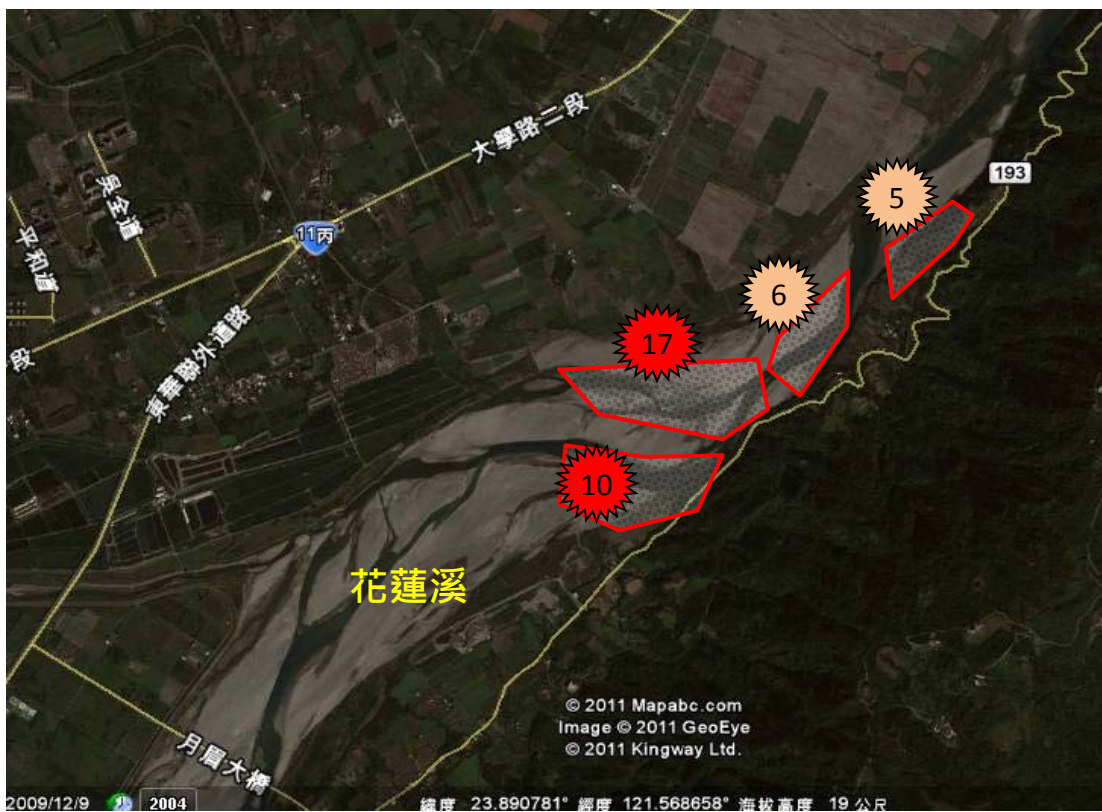 大學路二段
193
5
吳全道
平和道
11丙
6
17
段
東華聯外道路
10
花蓮溪
© 2011 Mapabc.com
Image © 2011 GeoEye
© 2011 Kingway Ltd.
月眉大橋
2009/12/9 2004 緯度 23.890781° 經度 121.568658° 海拔高度 19 公尺